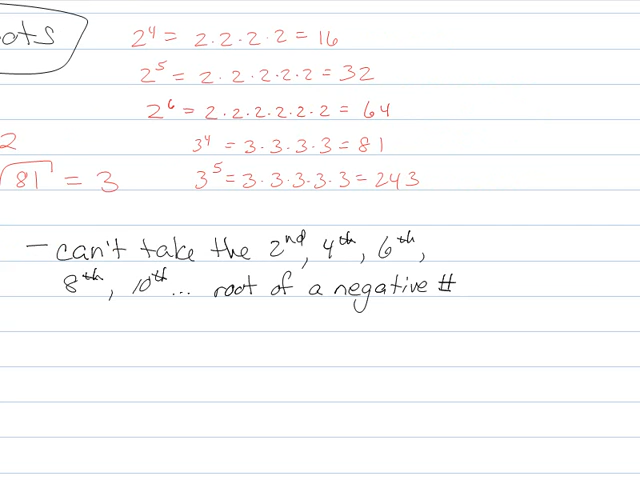 ots
2⁴ = 2·2·2·2 = 16
2⁵ = 2·2·2·2·2 = 32
2⁶ = 2·2·2·2·2·2 = 64
2
3⁴ = 3·3·3·3 = 81
√81 = 3
3⁵ = 3·3·3·3·3 = 243
– can't take the 2nd, 4th, 6th,
8th, 10th... root of a negative #